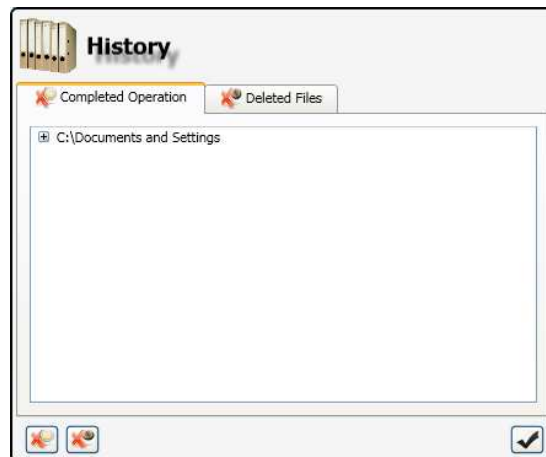 History
Completed Operation
Deleted Files
C:\Documents and Settings